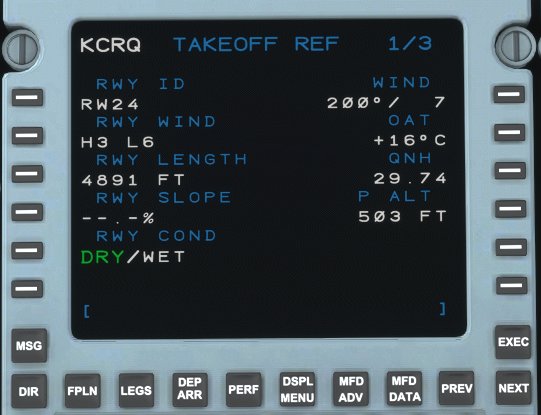 KCRQ TAKEOFF REF 1/3
RWY ID WIND
RW24 200°/ 7
RWY WIND OAT
H3 L6 +16°C
RWY LENGTH QNH
4891 FT 29.74
RWY SLOPE P ALT
--.-% 503 FT
RWY COND
DRY/WET
[ ]
MSG EXEC
DIR FPLN LEGS DEP ARR PERF DSPL MENU MFD ADV MFD DATA PREV NEXT